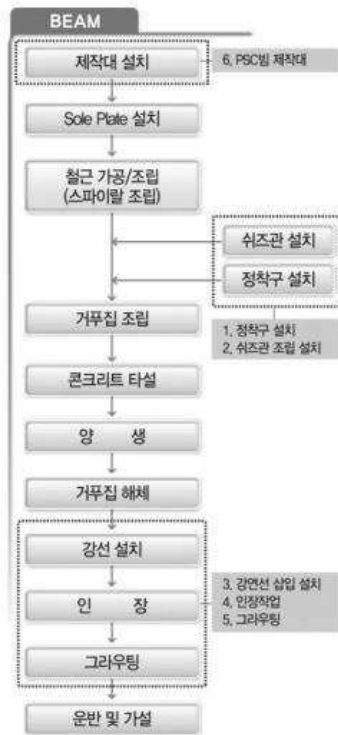 BEAM
제작대 설치
6. PSC빔 제작대
Sole Plate 설치
철근 가공/조립
(스파이랄 조립)
쉬즈관 설치
정착구 설치
1. 정착구 설치
2. 쉬즈관 조립 설치
거푸집 조립
콘크리트 타설
양 생
거푸집 해체
강선 설치
인 장
그라우팅
3. 강연선 삽입 설치
4. 인장작업
5. 그라우팅
운반 및 가설